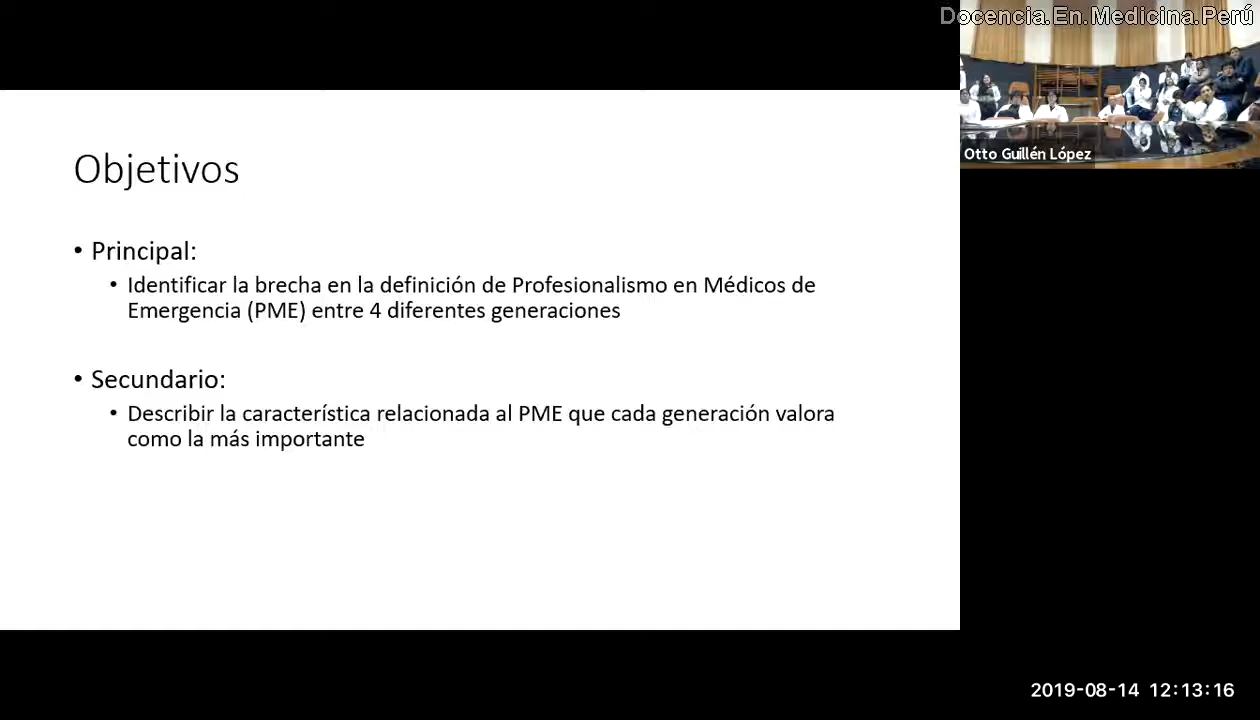 Docencia.En.Medicina.Perú
Otto Guillén López
Objetivos
• Principal:
• Identificar la brecha en la definición de Profesionalismo en Médicos de
Emergencia (PME) entre 4 diferentes generaciones
• Secundario:
• Describir la característica relacionada al PME que cada generación valora
como la más importante
2019-08-14 12:13:16